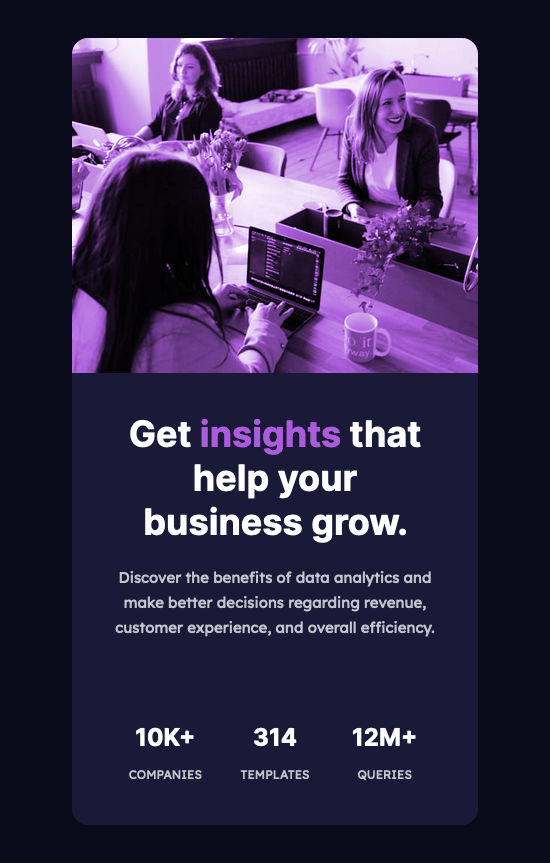 Get insights that
help your
business grow.
Discover the benefits of data analytics and
make better decisions regarding revenue,
customer experience, and overall efficiency.
10K+ 314 12M+
COMPANIES TEMPLATES QUERIES